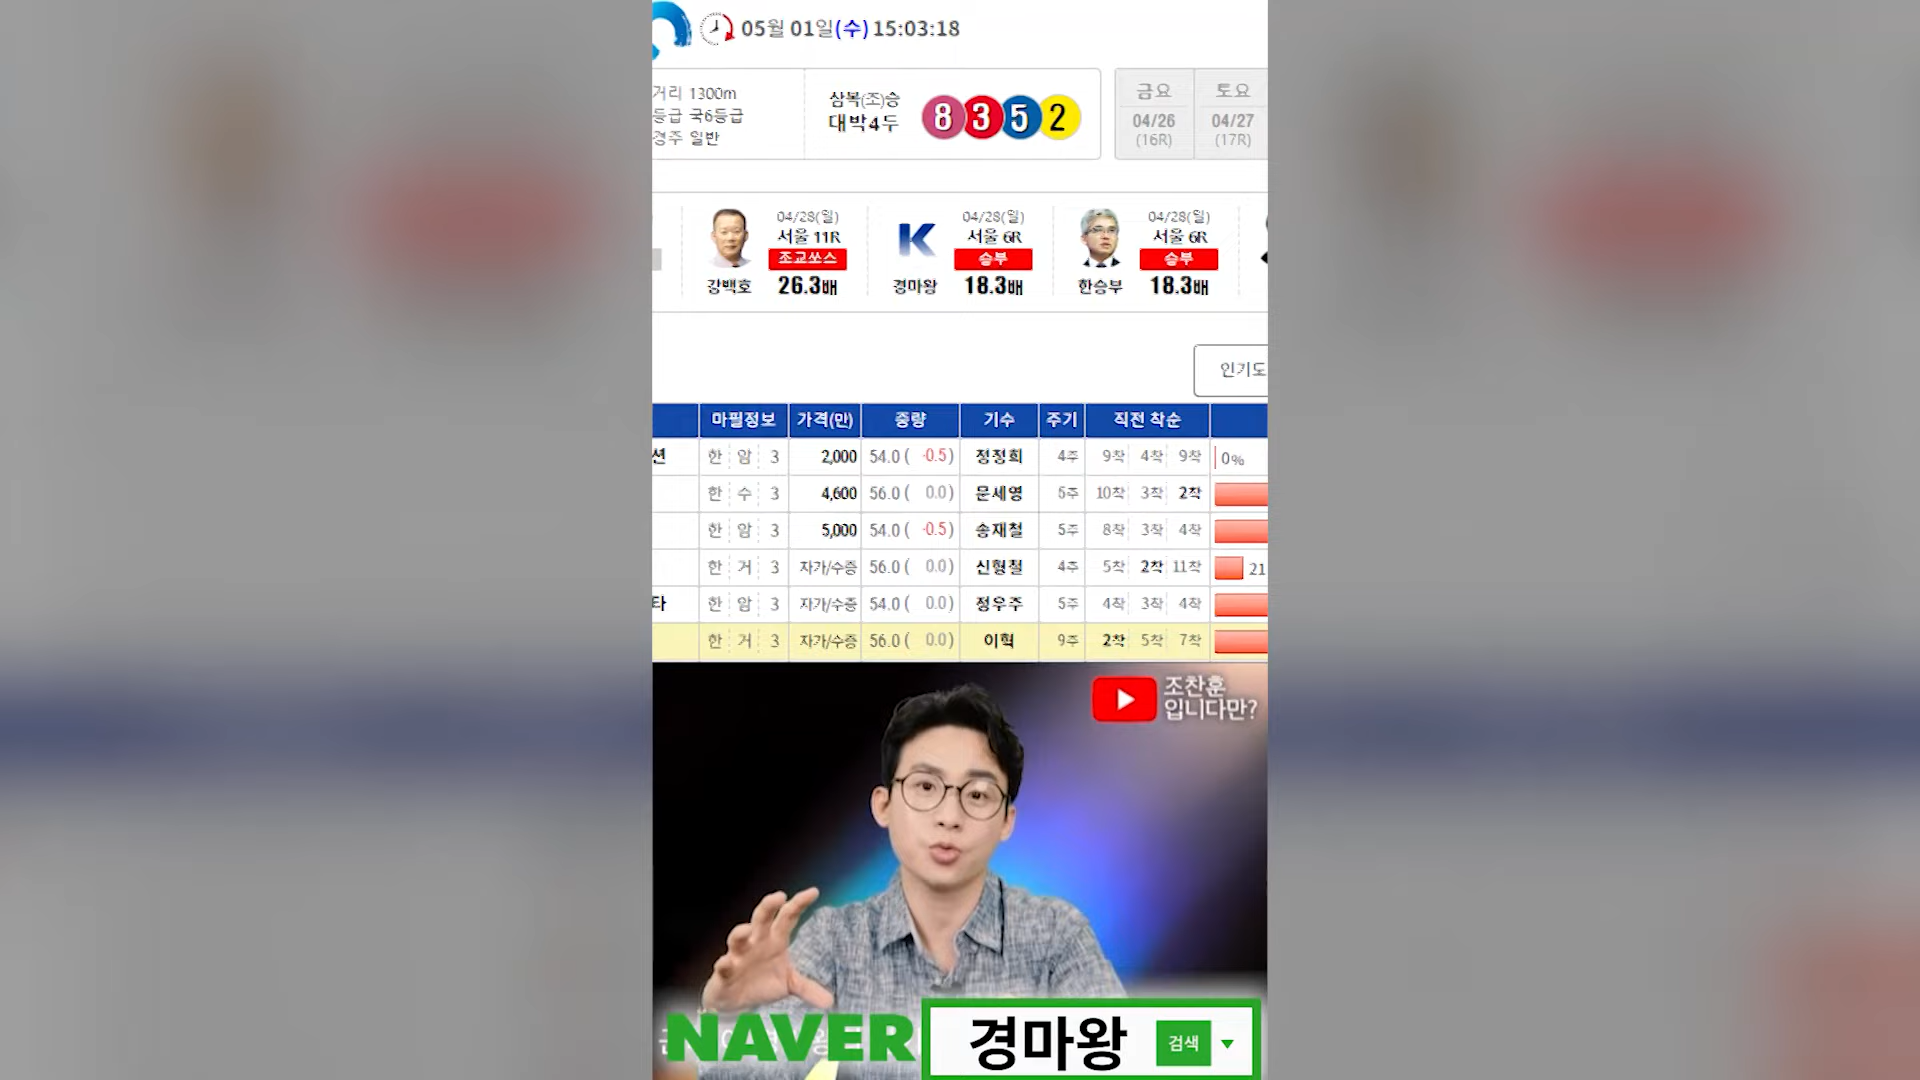 05월 01일(수) 15:03:18
거리 1300m
등급 국6등급
경주 일반
삼복(조)승
대박4두
8 3 5 2
금요
04/26
(16R)
토요
04/27
(17R)
04/28(일)
서울 11R
조교쏘스
강백호 26.3배
04/28(일)
서울 6R
승부
경마왕 18.3배
04/28(일)
서울 6R
승부
한승부 18.3배
인기도
마필정보 가격(만) 중량 기수 주기 직전 착순
션 한 암 3 2,000 54.0 ( -0.5) 정정희 4주 9착 4착 9착 0%
한 수 3 4,600 56.0 ( 0.0) 문세영 5주 10착 3착 2착
한 암 3 5,000 54.0 ( -0.5) 송재철 5주 8착 3착 4착
한 거 3 자가/수증 56.0 ( 0.0) 신형철 4주 5착 2착 11착 21
타 한 암 3 자가/수증 54.0 ( 0.0) 정우주 5주 4착 3착 4착
한 거 3 자가/수증 56.0 ( 0.0) 이혁 9주 2착 5착 7착
조찬훈
입니다만?
NAVER 경마왕 검색